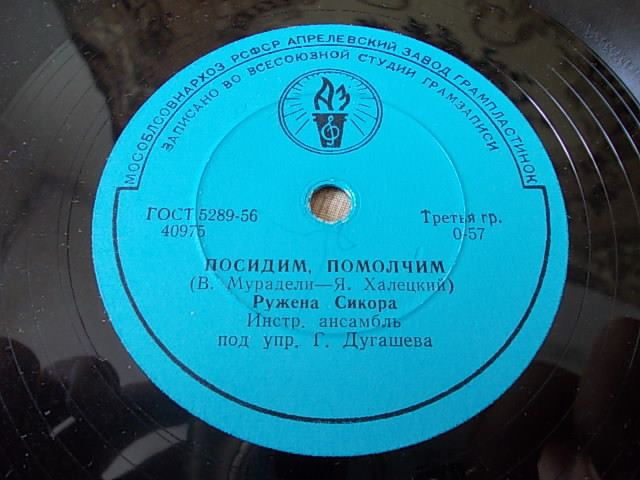 МОСОБЛСОВНАРХОЗ РСФСР АПРЕЛЕВСКИЙ ЗАВОД ГРАМПЛАСТИНОК
ЗАПИСАНО ВО ВСЕСОЮЗНОЙ СТУДИИ ГРАМЗАПИСИ
АЗ
ГОСТ 5289-56
40975
Третья гр.
0-57
ПОСИДИМ, ПОМОЛЧИМ
(В. Мурадели—Я. Халецкий)
Ружена Сикора
Инстр. ансамбль
под упр. Г. Дугашева